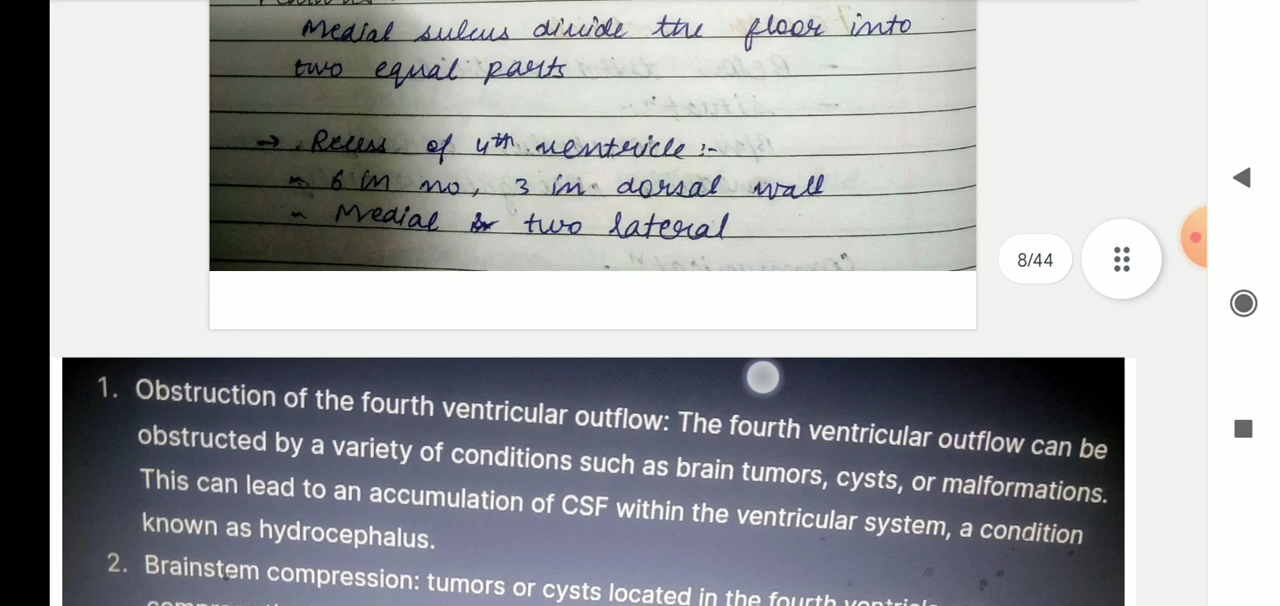 Medial sulcus divide the floor into
two equal parts
→ Recess of 4th ventricle :-
~ 6 in no, 3 in dorsal wall
~ Medial & two lateral
8/44
1. Obstruction of the fourth ventricular outflow: The fourth ventricular outflow can be
obstructed by a variety of conditions such as brain tumors, cysts, or malformations.
This can lead to an accumulation of CSF within the ventricular system, a condition
known as hydrocephalus.
2. Brainstem compression: tumors or cysts located in the fourth